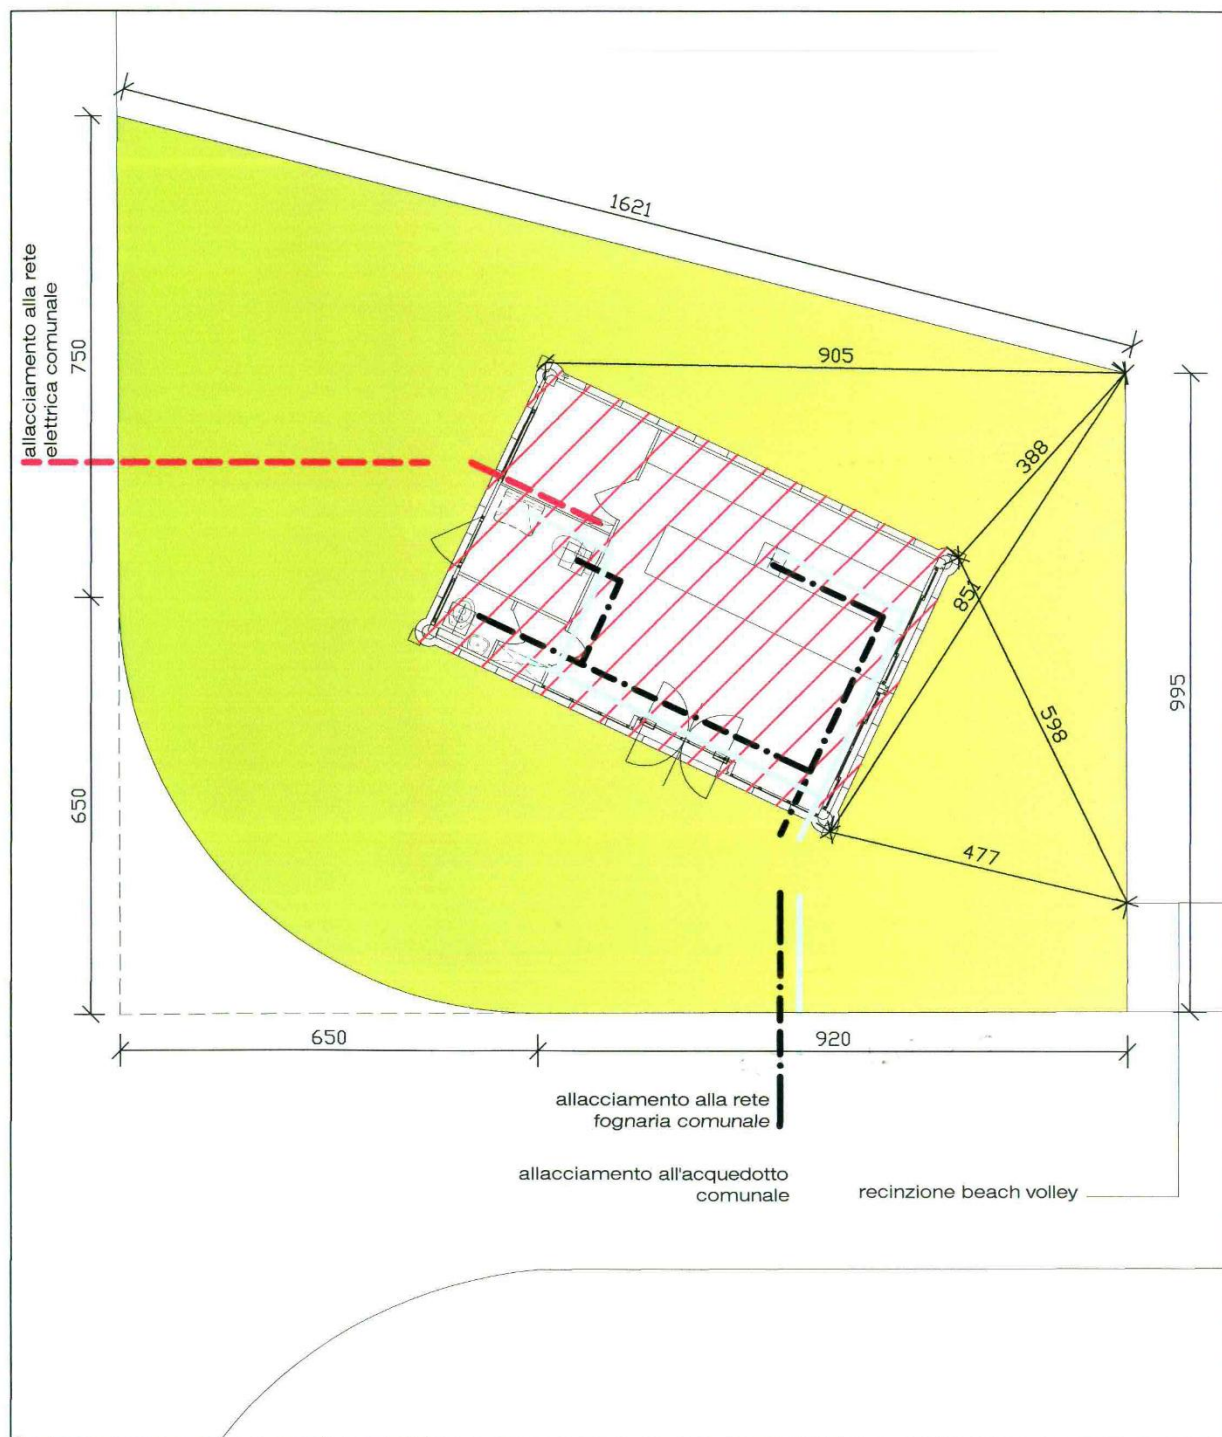 1621
allacciamento alla rete
elettrica comunale
750
905
388
851
995
598
650
477
650
920
allacciamento alla rete
fognaria comunale
allacciamento all'acquedotto
comunale
recinzione beach volley